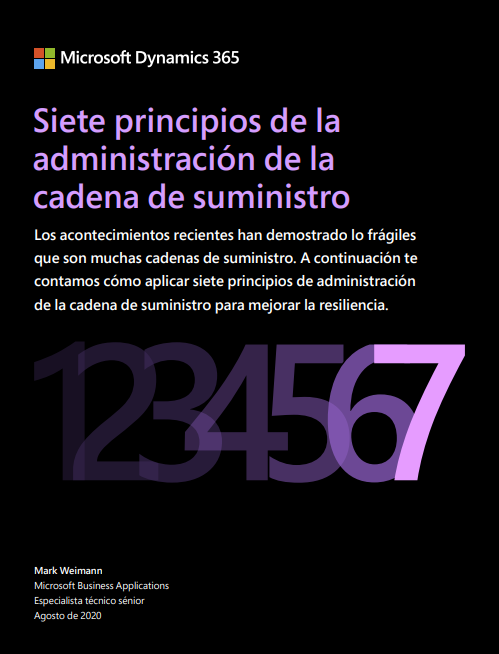 Microsoft Dynamics 365
Siete principios de la
administración de la
cadena de suministro
Los acontecimientos recientes han demostrado lo frágiles
que son muchas cadenas de suministro. A continuación te
contamos cómo aplicar siete principios de administración
de la cadena de suministro para mejorar la resiliencia.
1234567
Mark Weimann
Microsoft Business Applications
Especialista técnico sénior
Agosto de 2020